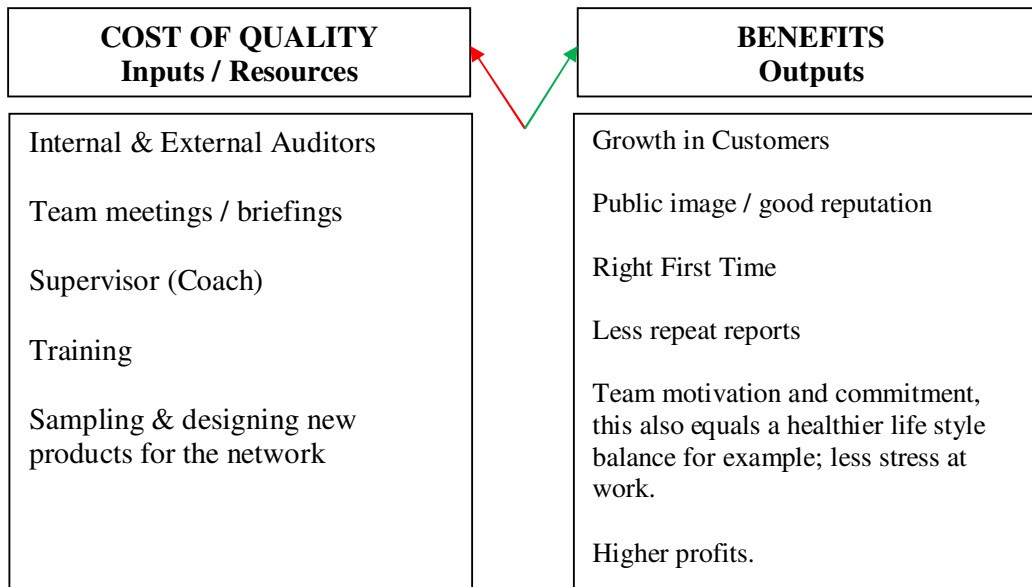 COST OF QUALITY
Inputs / Resources
Internal & External Auditors
Team meetings / briefings
Supervisor (Coach)
Training
Sampling & designing new
products for the network
BENEFITS
Outputs
Growth in Customers
Public image / good reputation
Right First Time
Less repeat reports
Team motivation and commitment,
this also equals a healthier life style
balance for example; less stress at
work.
Higher profits.